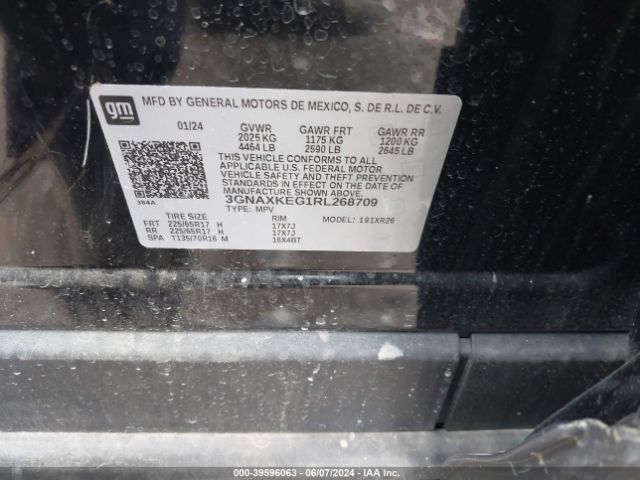 gm
MFD BY GENERAL MOTORS DE MEXICO, S. DE R.L. DE C.V.
01/24 GVWR GAWR FRT GAWR RR
2025 KG 1175 KG 1200 KG
4464 LB 2590 LB 2645 LB
THIS VEHICLE CONFORMS TO ALL
APPLICABLE U.S. FEDERAL MOTOR
VEHICLE SAFETY AND THEFT PREVENTION
STANDARDS IN EFFECT ON THE DATE OF
MANUFACTURE SHOWN ABOVE.
384A
3GNAXKEG1RL268709
TYPE: MPV MODEL: 191XR26
TIRE SIZE RIM
FRT 225/65R17 H 17X7J
RR 225/65R17 H 17X7J
SPA T135/70R16 M 16X4BT
000-39596063 - 06/07/2024 - IAA Inc.